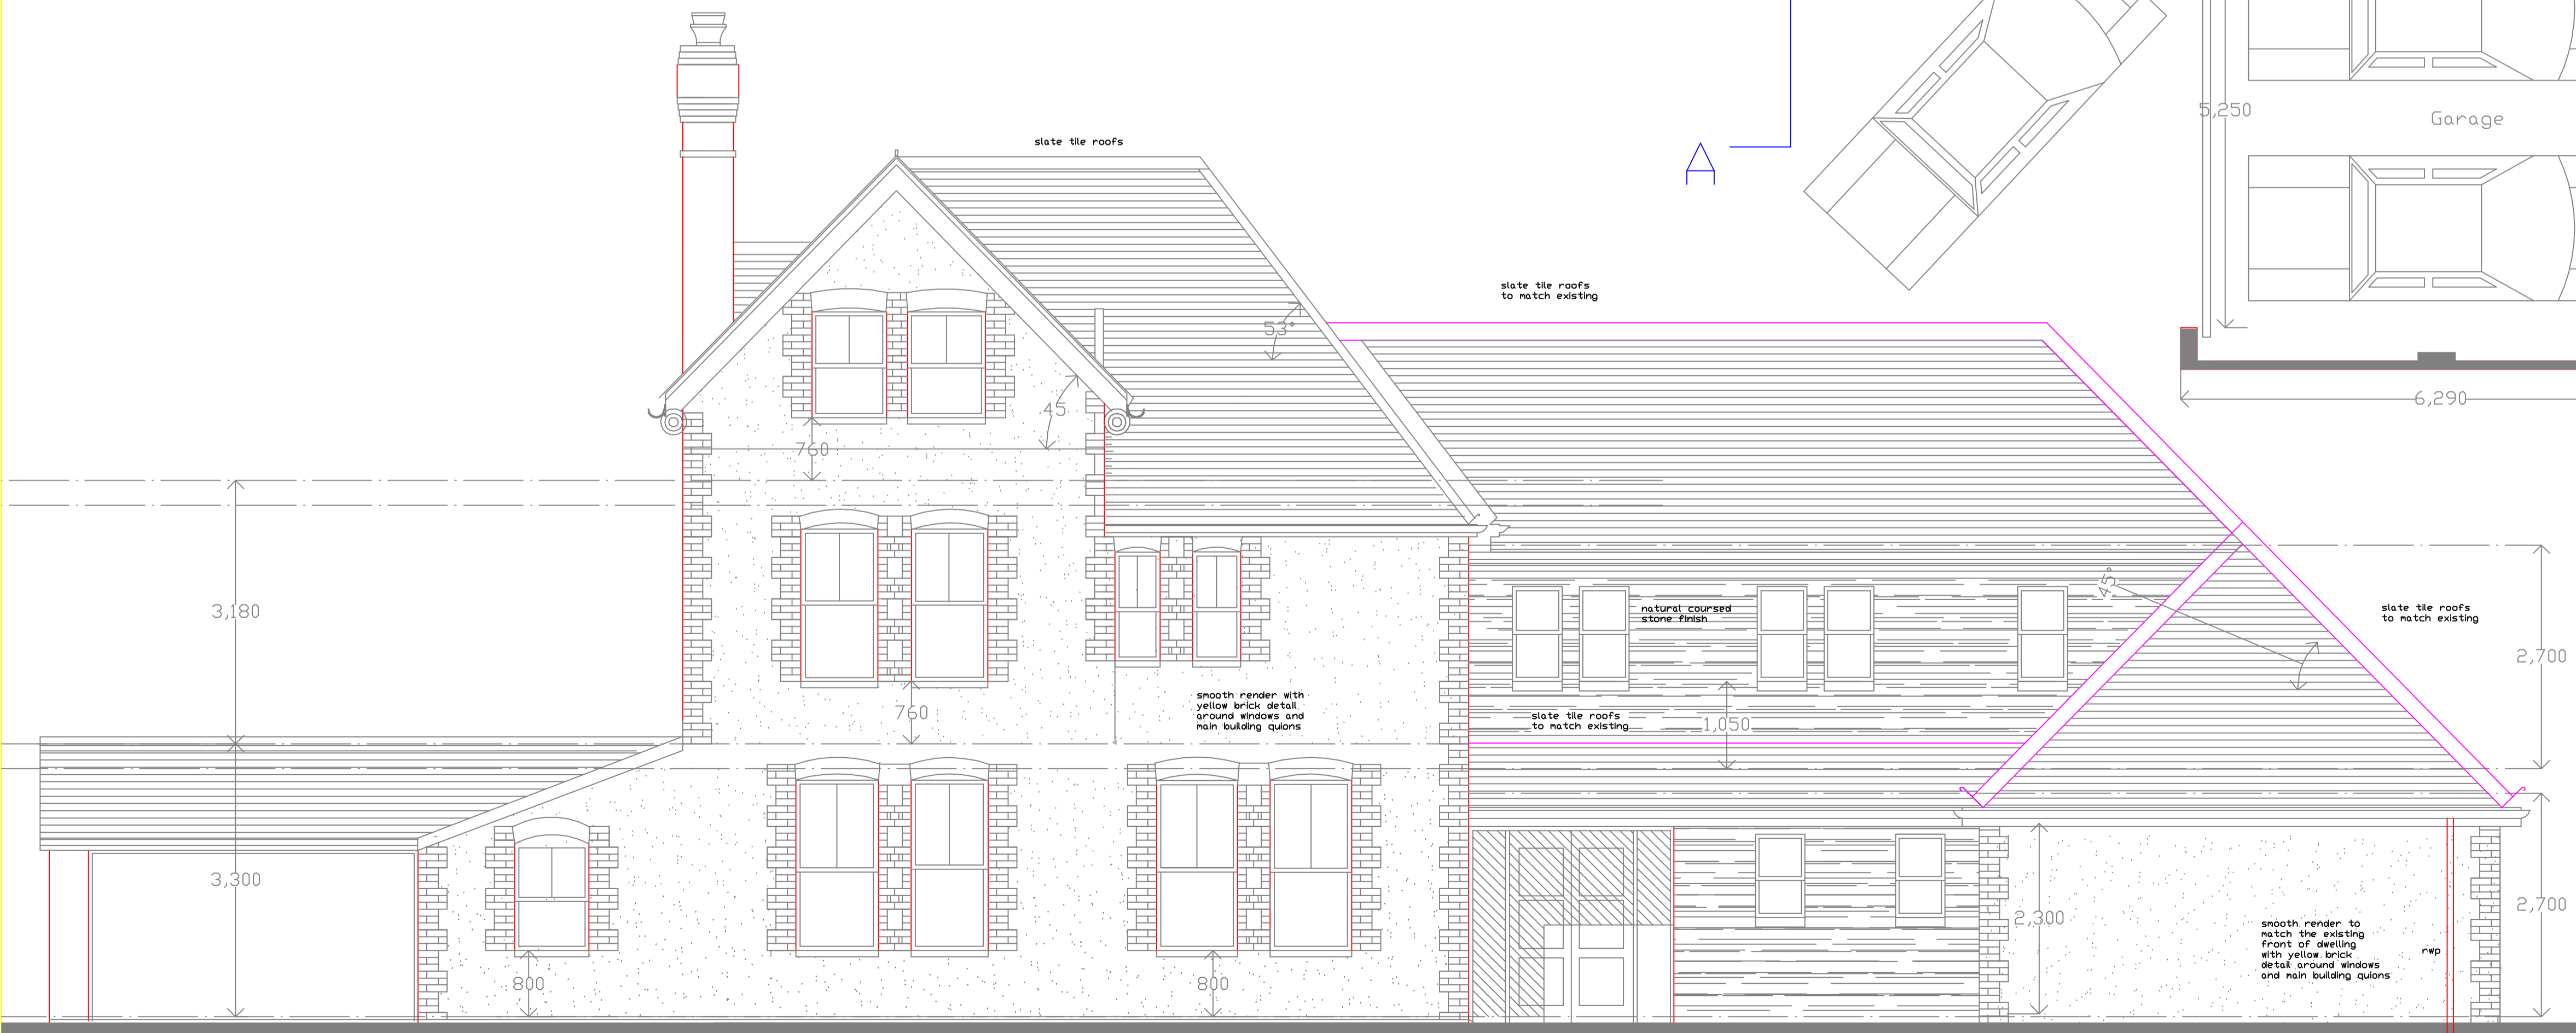 slate tile roofs
A
5,250
Garage
slate tile roofs
to match existing
53°
6,290
45
760
3,180
45°
natural coursed
stone finish
slate tile roofs
to match existing
2,700
smooth render with
yellow brick detail
around windows and
main building quions
760
slate tile roofs
to match existing
1,050
3,300
2,300
2,700
smooth render to
match the existing
front of dwelling
with yellow brick
detail around windows
and main building quions
rwp
800
800